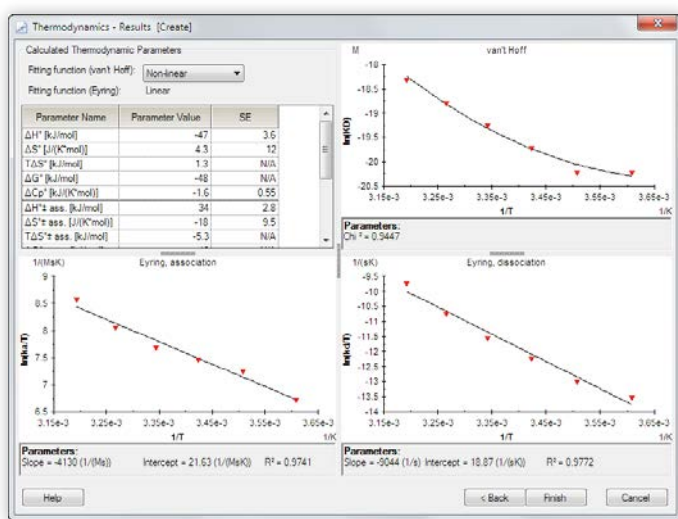 Thermodynamics - Results [Create]
Calculated Thermodynamic Parameters
Fitting function (van't Hoff): Non-linear
Fitting function (Eyring): Linear
Parameter Name Parameter Value SE
ΔH° [kJ/mol] -47 3.6
ΔS° [J/(K*mol)] 4.3 12
TΔS° [kJ/mol] 1.3 N/A
ΔG° [kJ/mol] -48 N/A
ΔCp° [kJ/(K*mol)] -1.6 0.55
ΔH°‡ ass. [kJ/mol] 34 2.8
ΔS°‡ ass. [J/(K*mol)] -18 9.5
TΔS°‡ ass. [kJ/mol] -5.3 N/A
M van't Hoff
-18
-18.5
-19
-19.5
-20
-20.5
ln(KD)
3.15e-3 3.25e-3 3.35e-3 3.45e-3 3.55e-3 3.65e-3
1/T 1/K
Parameters:
Chi ² = 0.9447
1/(MsK) Eyring, association
9
8.5
8
7.5
7
6.5
ln(ka/T)
3.15e-3 3.25e-3 3.35e-3 3.45e-3 3.55e-3 3.65e-3
1/T 1/K
Parameters:
Slope = -4130 (1/(Ms)) Intercept = 21.63 (1/(MsK)) R² = 0.9741
1/(sK) Eyring, dissociation
-9.5
-10
-10.5
-11
-11.5
-12
-12.5
-13
-13.5
-14
ln(kd/T)
3.15e-3 3.25e-3 3.35e-3 3.45e-3 3.55e-3 3.65e-3
1/T 1/K
Parameters:
Slope = -9044 (1/s) Intercept = 18.87 (1/(sK)) R² = 0.9772
Help < Back Finish Cancel